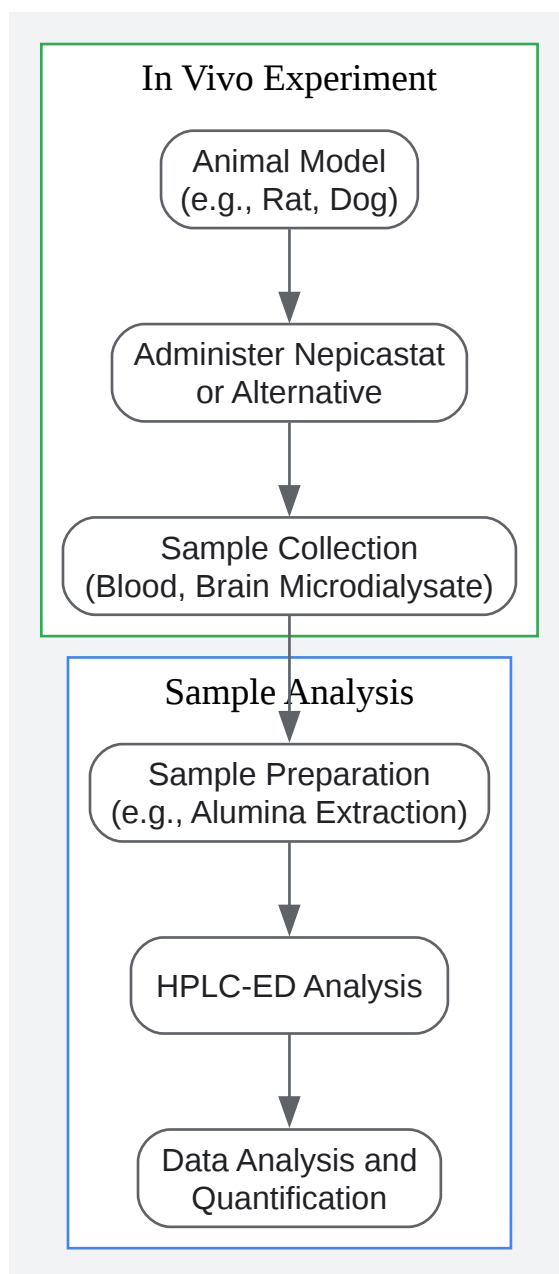 In Vivo Experiment
Animal Model
(e.g., Rat, Dog)
Administer Nepicastat
or Alternative
Sample Collection
(Blood, Brain Microdialysate)
Sample Analysis
Sample Preparation
(e.g., Alumina Extraction)
HPLC-ED Analysis
Data Analysis and
Quantification